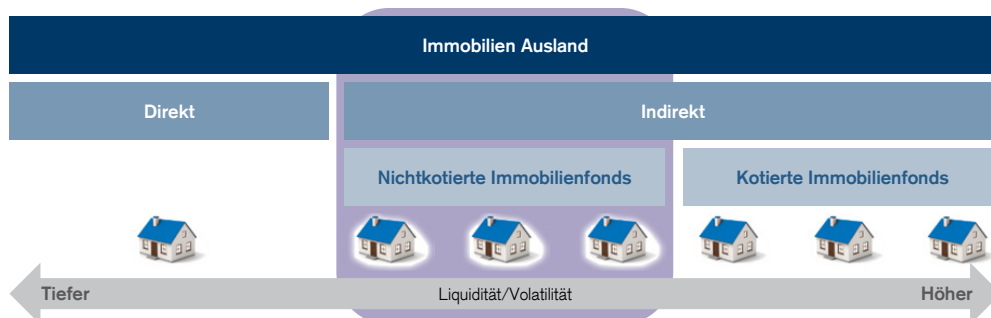 Immobilien Ausland
Direkt
Indirekt
Nichtkotierte Immobilienfonds
Kotierte Immobilienfonds
Tiefer
Liquidität/Volatilität
Höher